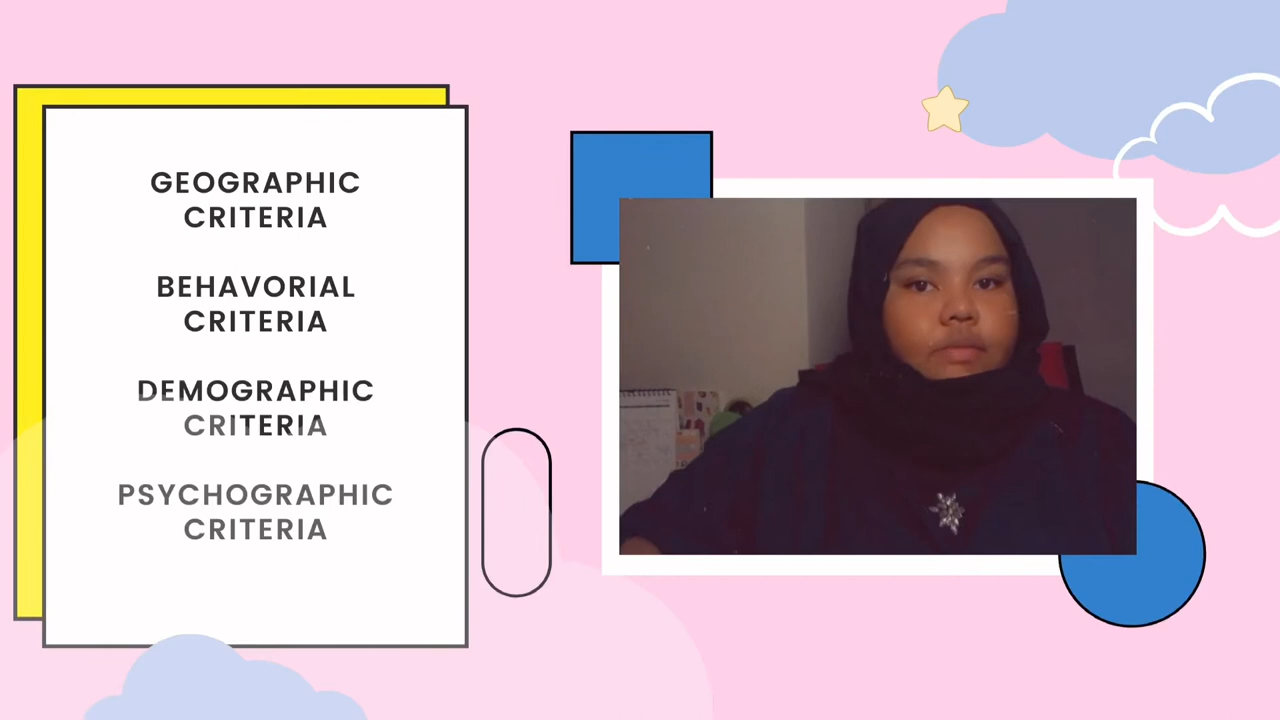 GEOGRAPHIC
CRITERIA
BEHAVORIAL
CRITERIA
DEMOGRAPHIC
CRITERIA
PSYCHOGRAPHIC
CRITERIA